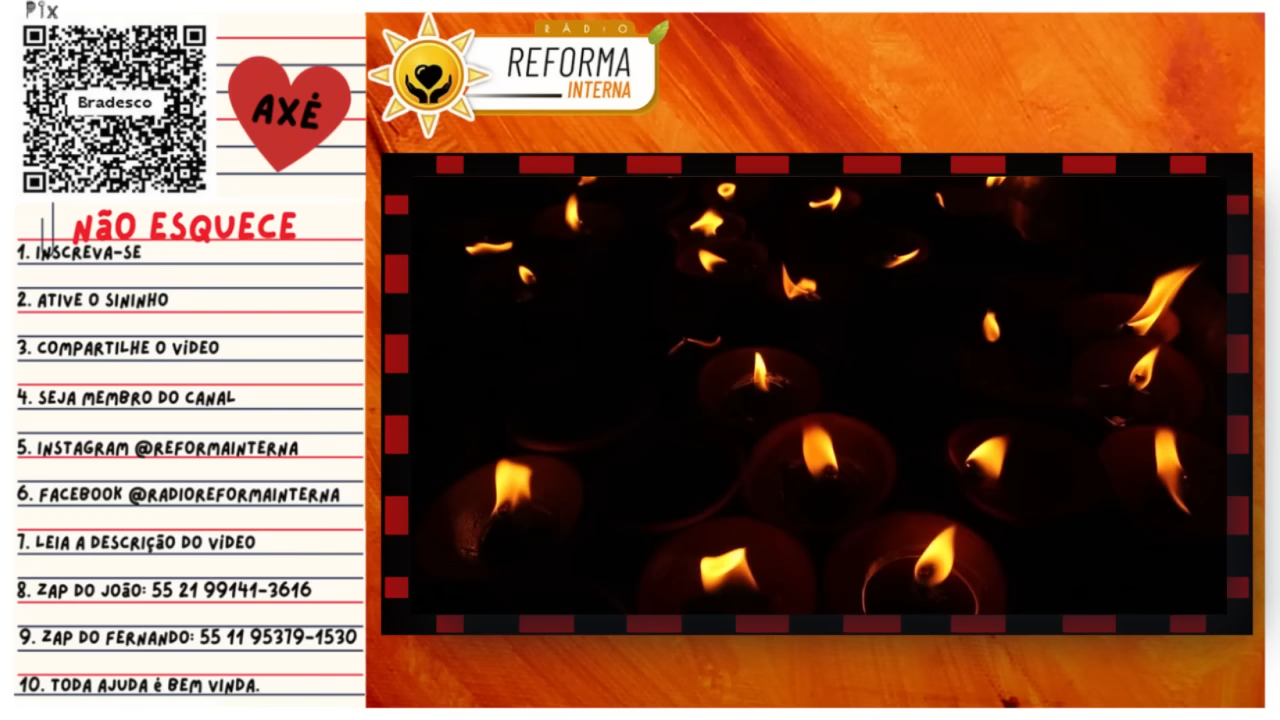 Pix
Bradesco
AXÉ
NÃO ESQUECE
1. INSCREVA-SE
2. ATIVE O SININHO
3. COMPARTILHE O VÍDEO
4. SEJA MEMBRO DO CANAL
5. INSTAGRAM @REFORMAINTERNA
6. FACEBOOK @RADIOREFORMAINTERNA
7. LEIA A DESCRIÇÃO DO VÍDEO
8. ZAP DO JOÃO: 55 21 99141-3616
9. ZAP DO FERNANDO: 55 11 95379-1530
10. TODA AJUDA É BEM VINDA.
RÁDIO
REFORMA
INTERNA